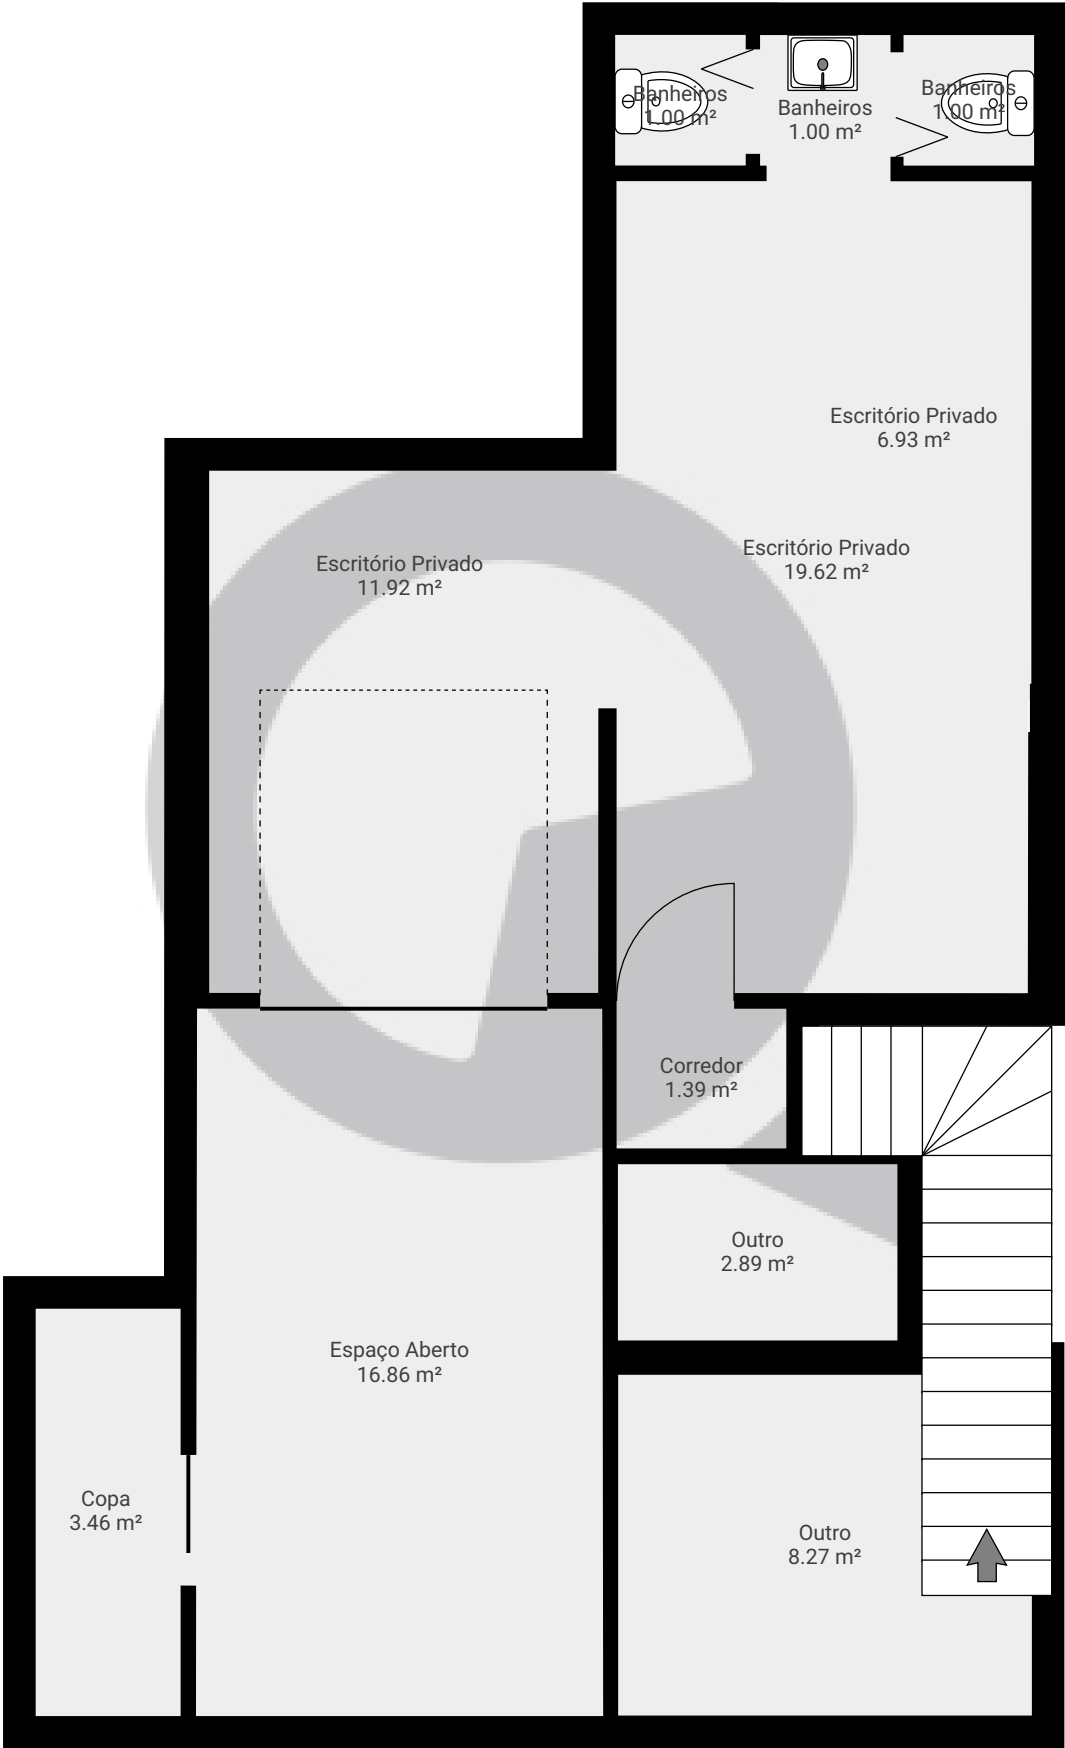 Banheiros
1.00 m²
Banheiros
1.00 m²
Banheiros
1.00 m²
Escritório Privado
6.93 m²
Escritório Privado
19.62 m²
Escritório Privado
11.92 m²
Corredor
1.39 m²
Outro
2.89 m²
Espaço Aberto
16.86 m²
Copa
3.46 m²
Outro
8.27 m²